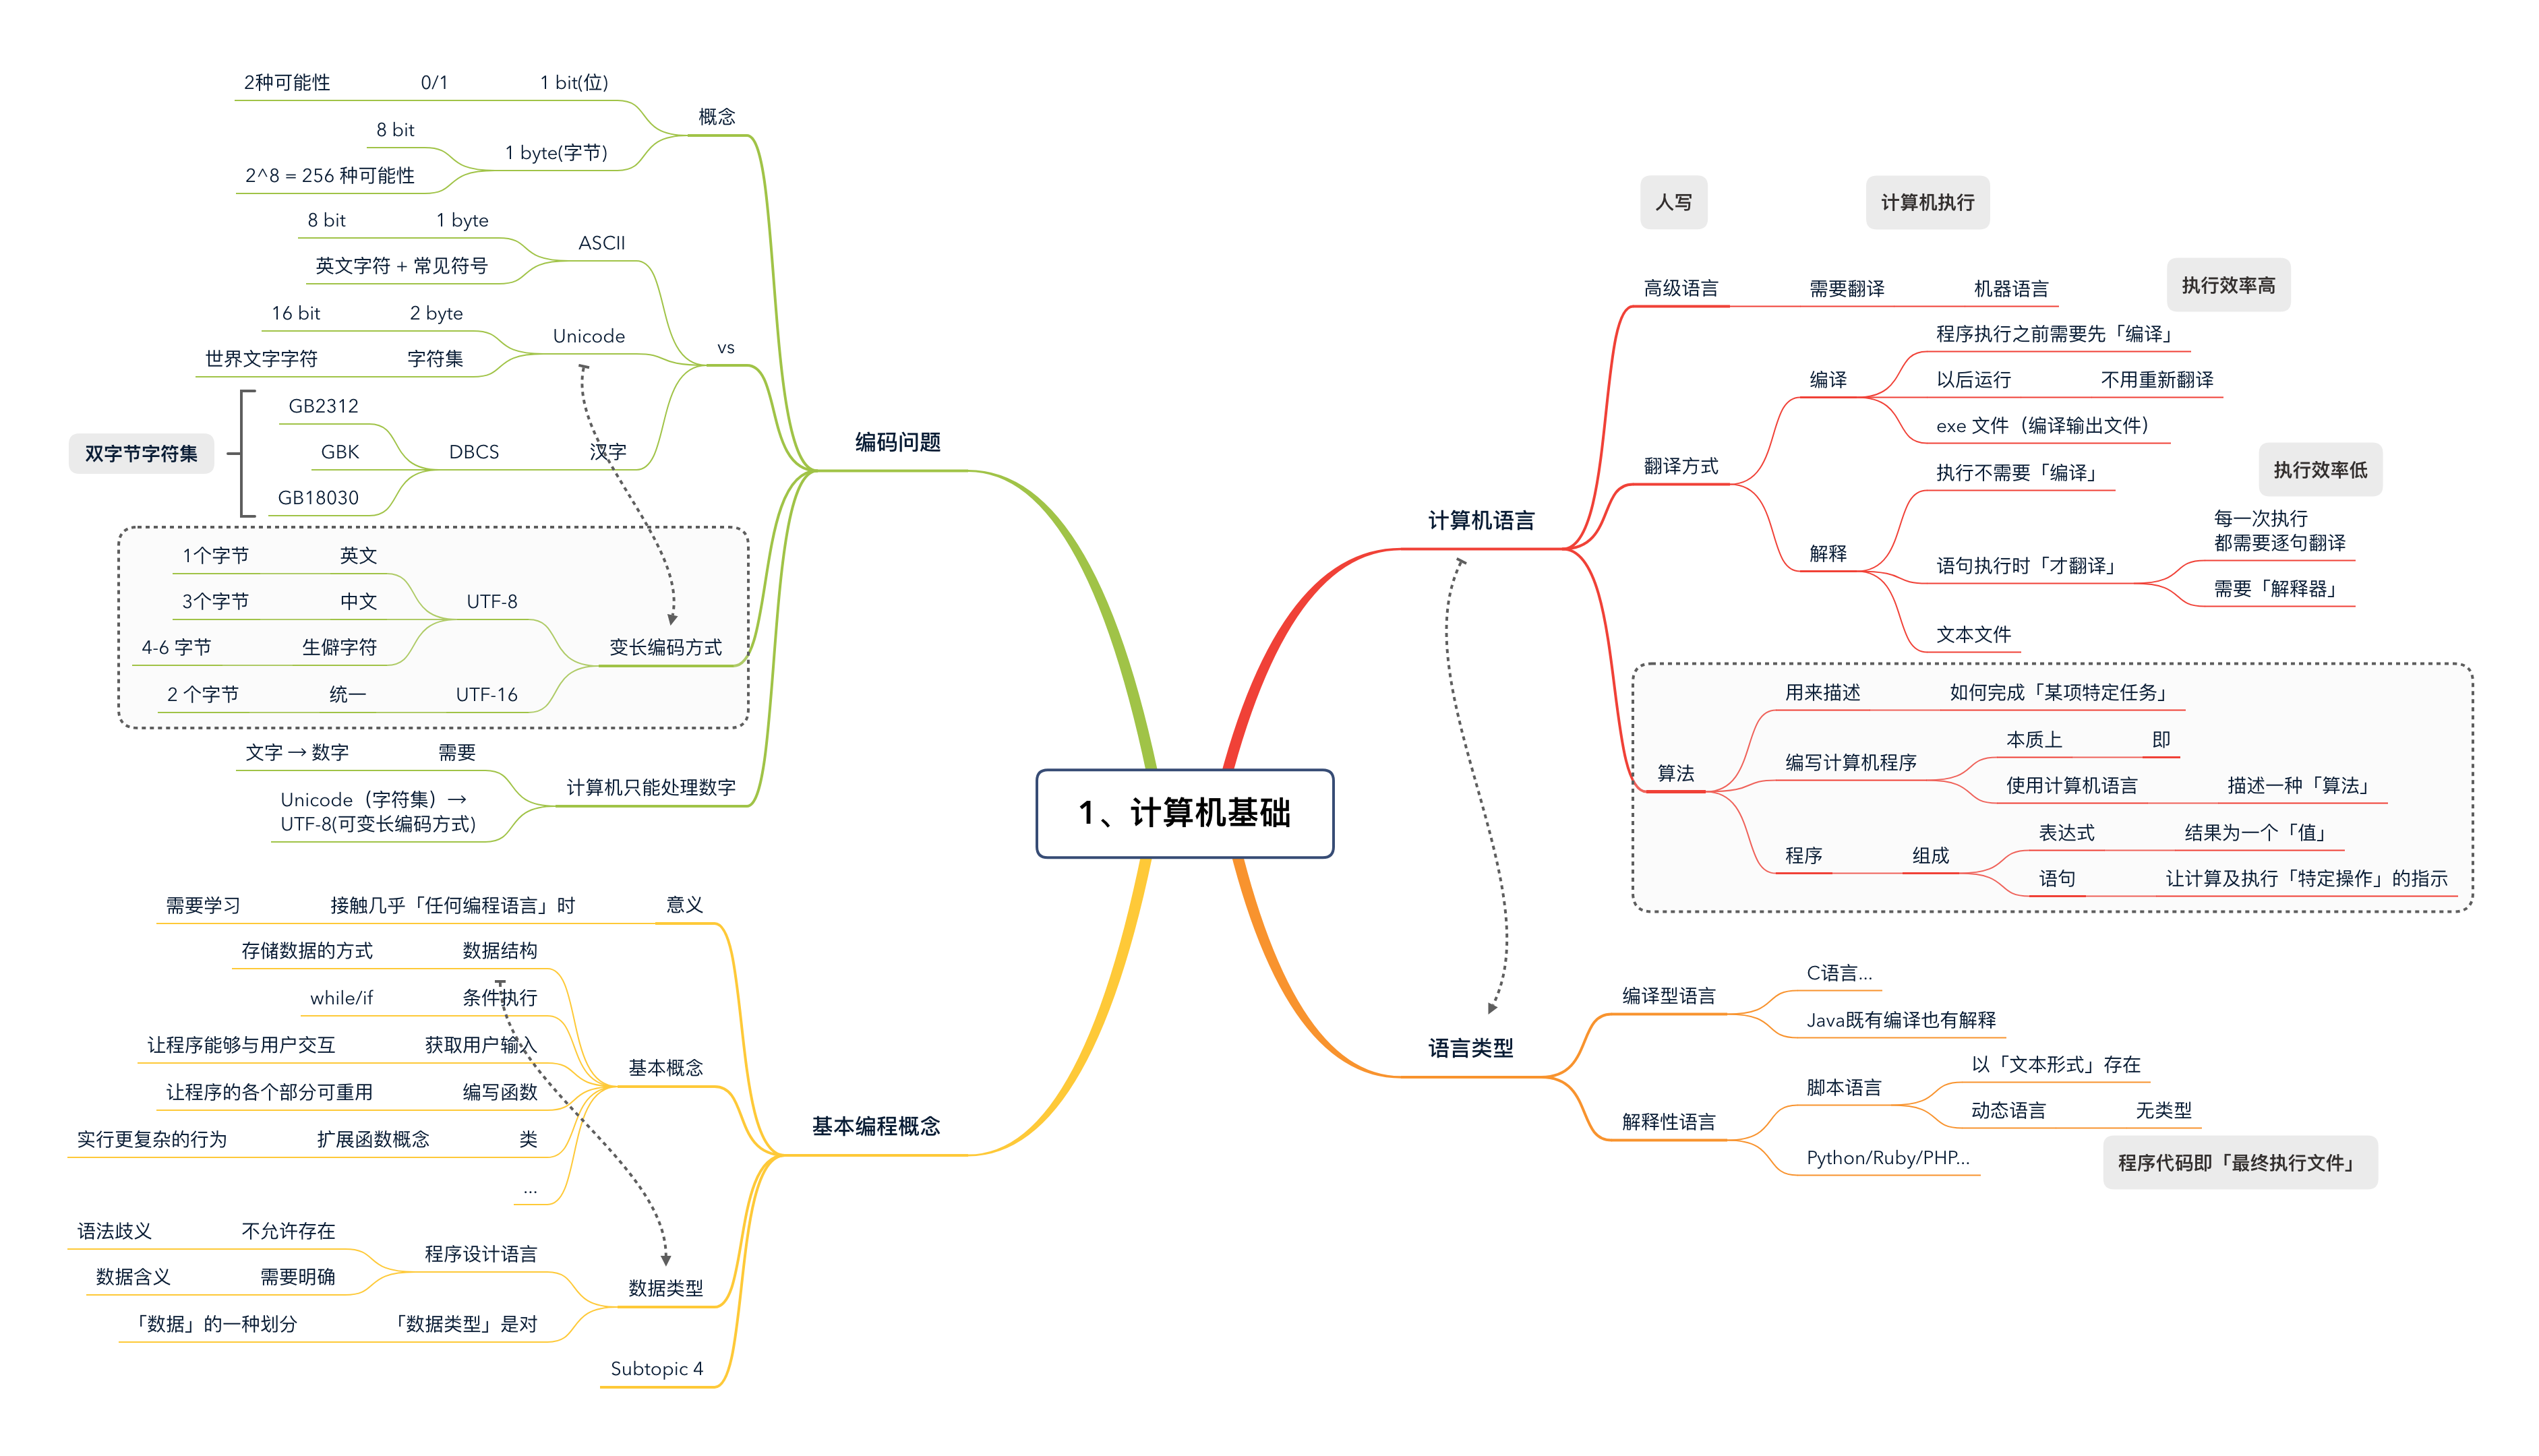 1、计算机基础
计算机语言
人写
计算机执行
高级语言
需要翻译
机器语言
执行效率高
翻译方式
编译
程序执行之前需要先「编译」
以后运行
不用重新翻译
exe 文件（编译输出文件）
执行效率低
解释
执行不需要「编译」
语句执行时「才翻译」
每一次执行
都需要逐句翻译
需要「解释器」
文本文件
算法
用来描述
如何完成「某项特定任务」
编写计算机程序
本质上
即
使用计算机语言
描述一种「算法」
程序
组成
表达式
结果为一个「值」
语句
让计算及执行「特定操作」的指示
语言类型
编译型语言
C语言...
Java既有编译也有解释
解释性语言
脚本语言
以「文本形式」存在
动态语言
无类型
Python/Ruby/PHP...
程序代码即「最终执行文件」
编码问题
概念
1 bit(位)
0/1
2种可能性
1 byte(字节)
8 bit
2^8 = 256 种可能性
vs
ASCII
1 byte
8 bit
英文字符 + 常见符号
Unicode
2 byte
16 bit
字符集
世界文字字符
汉字
DBCS
GB2312
GBK
GB18030
双字节字符集
变长编码方式
UTF-8
英文
1个字节
中文
3个字节
生僻字符
4-6 字节
UTF-16
统一
2 个字节
计算机只能处理数字
需要
文字 → 数字
Unicode（字符集）→
UTF-8(可变长编码方式)
基本编程概念
意义
接触几乎「任何编程语言」时
需要学习
基本概念
数据结构
存储数据的方式
条件执行
while/if
获取用户输入
让程序能够与用户交互
编写函数
让程序的各个部分可重用
类
扩展函数概念
实行更复杂的行为
...
数据类型
程序设计语言
不允许存在
语法歧义
需要明确
数据含义
「数据类型」是对
「数据」的一种划分
Subtopic 4